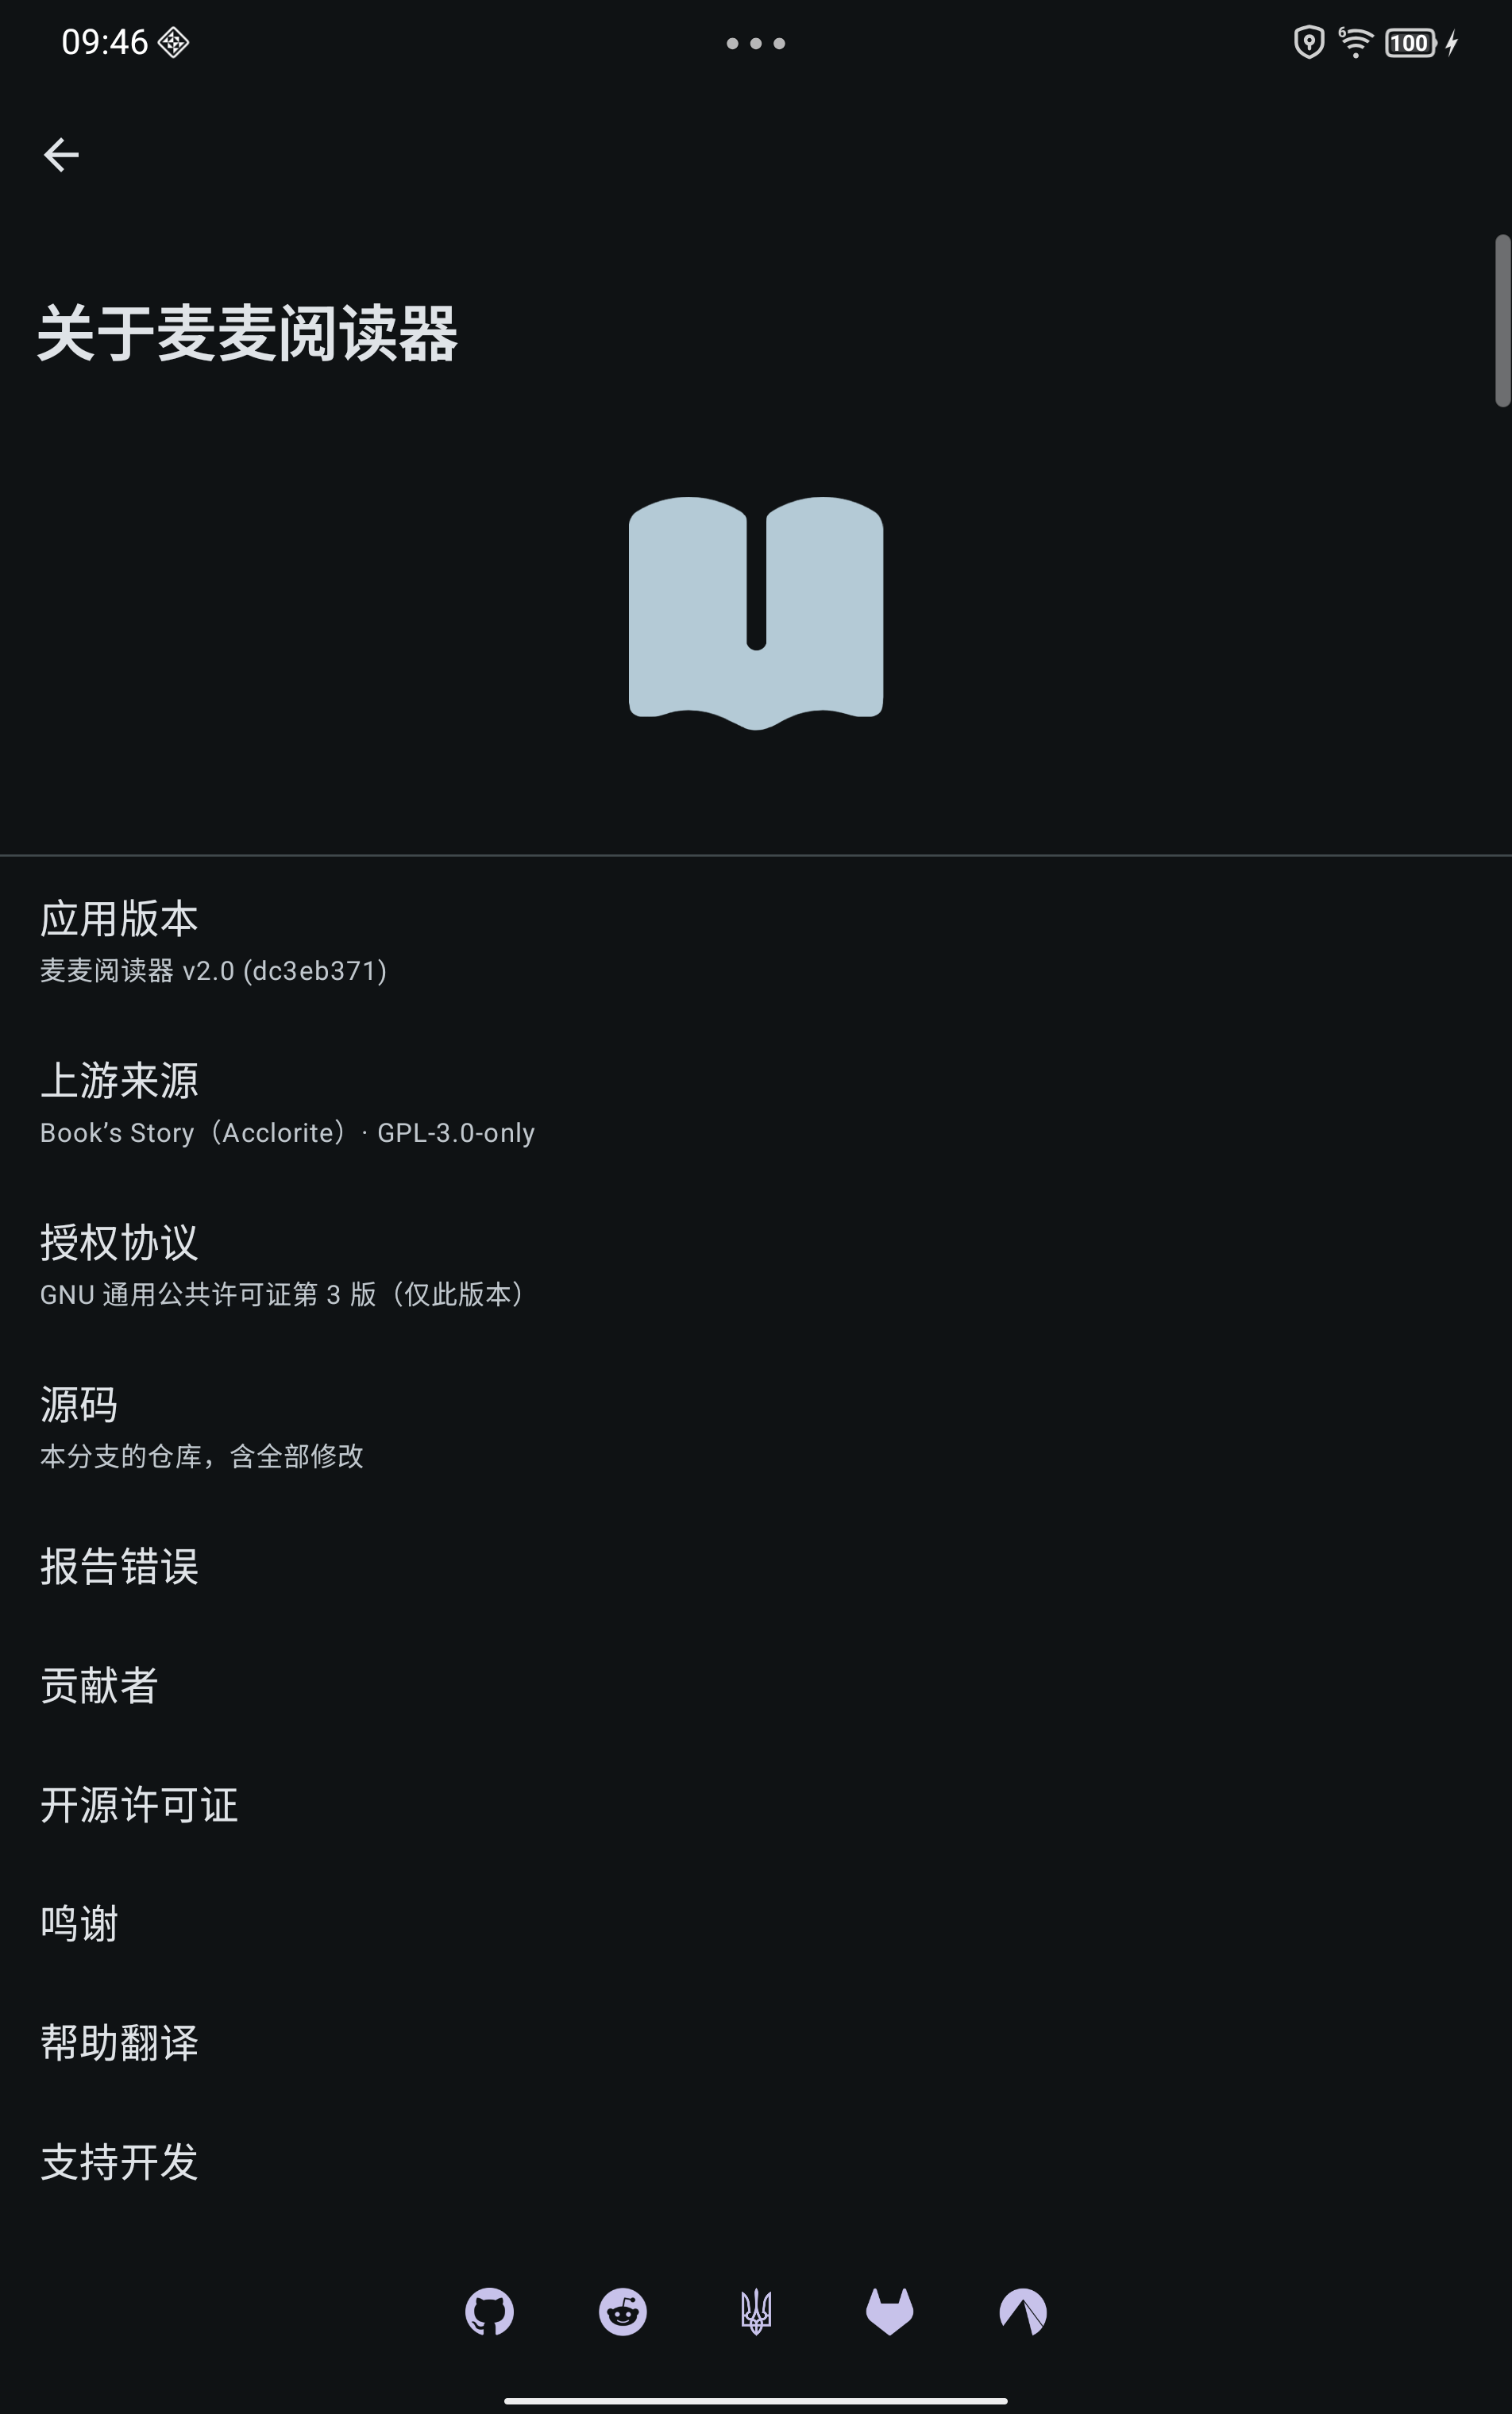 09:46
6
100
关于麦麦阅读器
应用版本
麦麦阅读器 v2.0 (dc3eb371)
上游来源
Book’s Story（Acclorite）· GPL-3.0-only
授权协议
GNU 通用公共许可证第 3 版（仅此版本）
源码
本分支的仓库，含全部修改
报告错误
贡献者
开源许可证
鸣谢
帮助翻译
支持开发